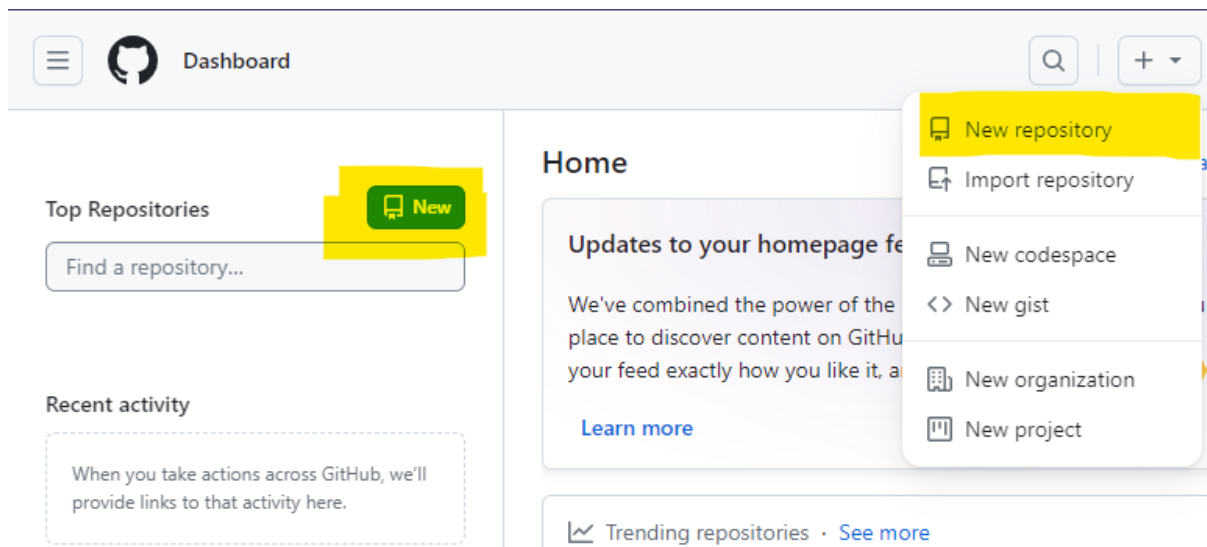 Dashboard
New repository
Import repository
New codespace
New gist
New organization
New project
Top Repositories
New
Find a repository...
Recent activity
When you take actions across GitHub, we'll
provide links to that activity here.
Home
Updates to your homepage fe
We've combined the power of the
place to discover content on GitHu
your feed exactly how you like it, a
Learn more
Trending repositories · See more